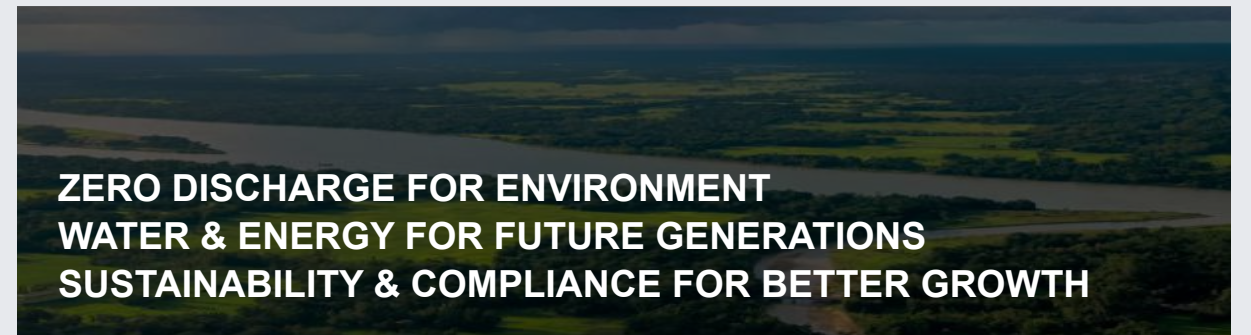 ZERO DISCHARGE FOR ENVIRONMENT
WATER & ENERGY FOR FUTURE GENERATIONS
SUSTAINABILITY & COMPLIANCE FOR BETTER GROWTH